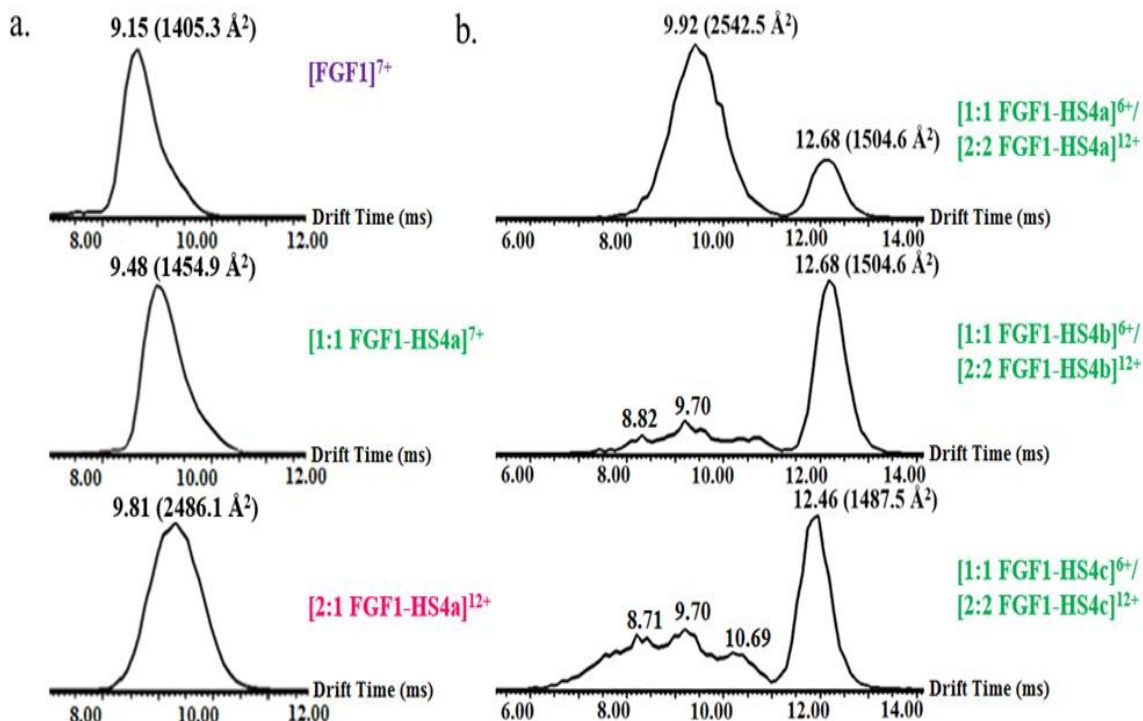 a.
9.15 (1405.3 Å²)
[FGF1]⁷⁺
Drift Time (ms)
8.00 10.00 12.00
9.48 (1454.9 Å²)
[1:1 FGF1-HS4a]⁷⁺
Drift Time (ms)
8.00 10.00 12.00
9.81 (2486.1 Å²)
[2:1 FGF1-HS4a]¹²⁺
Drift Time (ms)
8.00 10.00 12.00
b.
9.92 (2542.5 Å²)
12.68 (1504.6 Å²)
[1:1 FGF1-HS4a]⁶⁺/
[2:2 FGF1-HS4a]¹²⁺
Drift Time (ms)
6.00 8.00 10.00 12.00 14.00
12.68 (1504.6 Å²)
8.82 9.70
[1:1 FGF1-HS4b]⁶⁺/
[2:2 FGF1-HS4b]¹²⁺
Drift Time (ms)
6.00 8.00 10.00 12.00 14.00
12.46 (1487.5 Å²)
8.71 9.70 10.69
[1:1 FGF1-HS4c]⁶⁺/
[2:2 FGF1-HS4c]¹²⁺
Drift Time (ms)
6.00 8.00 10.00 12.00 14.00